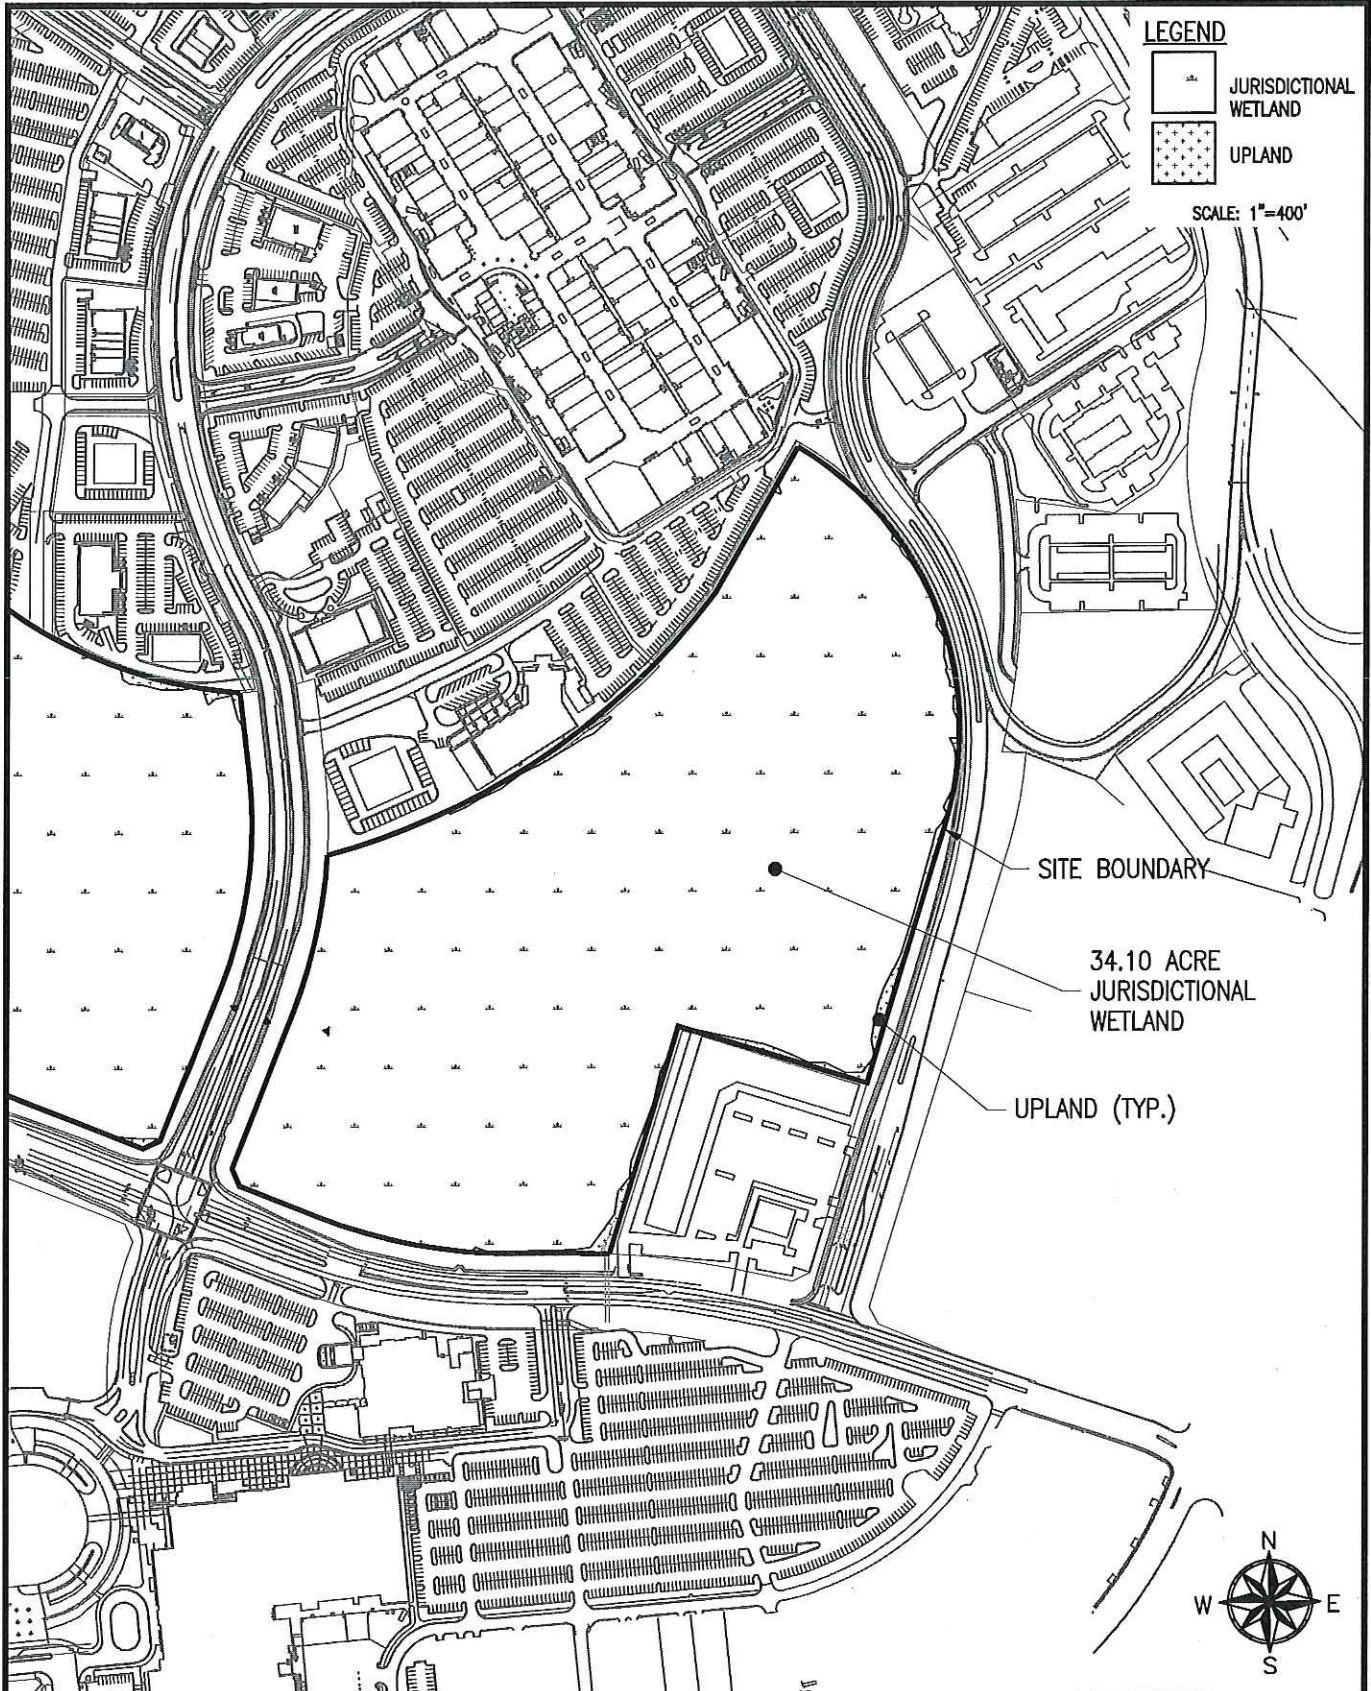 LEGEND
JURISDICTIONAL
WETLAND
UPLAND
SCALE: 1"=400'
SITE BOUNDARY
34.10 ACRE
JURISDICTIONAL
WETLAND
UPLAND (TYP.)
N
W
E
S